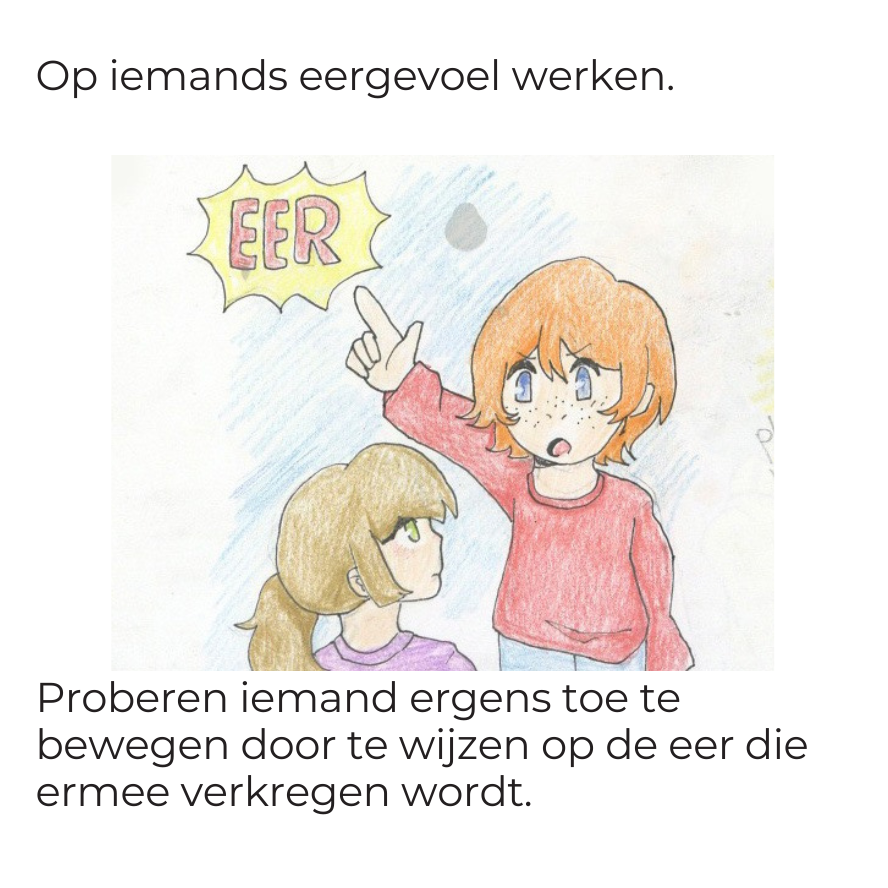 Op iemands eergevoel werken.
EER
Proberen iemand ergens toe te
bewegen door te wijzen op de eer die
ermee verkregen wordt.